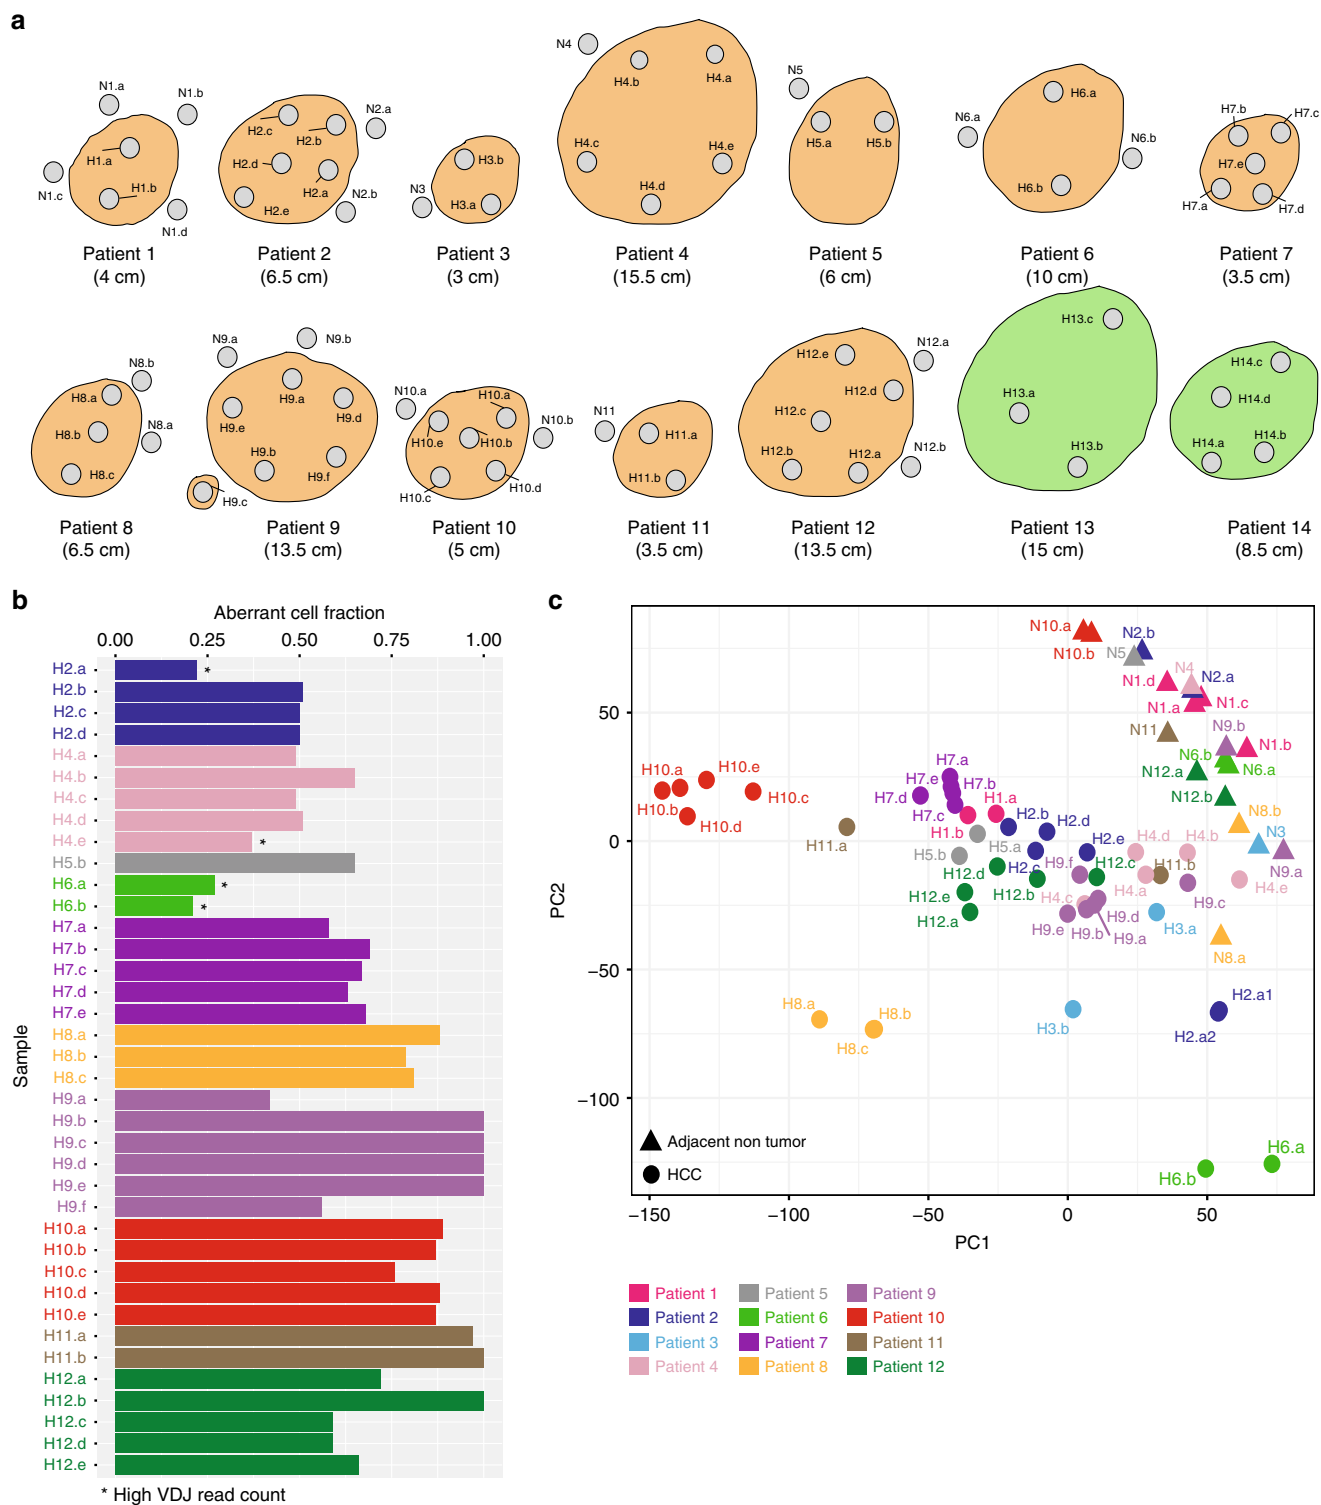 a
N1.a
N1.b
H1.a
N1.c
H1.b
N1.d
Patient 1
(4 cm)
H2.c
H2.b
N2.a
H2.d
H2.a
N2.b
H2.e
Patient 2
(6.5 cm)
H3.b
N3
H3.a
Patient 3
(3 cm)
N4
H4.b
H4.a
H4.c
H4.e
H4.d
Patient 4
(15.5 cm)
N5
H5.a
H5.b
Patient 5
(6 cm)
H6.a
N6.a
N6.b
H6.b
Patient 6
(10 cm)
H7.b
H7.c
H7.e
H7.a
H7.d
Patient 7
(3.5 cm)
N8.b
H8.a
N8.a
H8.b
H8.c
Patient 8
(6.5 cm)
N9.a
N9.b
H9.a
H9.d
H9.e
H9.b
H9.f
H9.c
Patient 9
(13.5 cm)
N10.a
H10.a
N10.b
H10.e
H10.b
H10.c
H10.d
Patient 10
(5 cm)
N11
H11.a
H11.b
Patient 11
(3.5 cm)
H12.e
N12.a
H12.d
H12.c
H12.b
H12.a
N12.b
Patient 12
(13.5 cm)
H13.c
H13.a
H13.b
Patient 13
(15 cm)
H14.c
H14.d
H14.a
H14.b
Patient 14
(8.5 cm)
b
Aberrant cell fraction
0.00 0.25 0.50 0.75 1.00
Sample
H2.a *
H2.b
H2.c
H2.d
H4.a
H4.b
H4.c
H4.d
H4.e *
H5.b
H6.a *
H6.b *
H7.a
H7.b
H7.c
H7.d
H7.e
H8.a
H8.b
H8.c
H9.a
H9.b
H9.c
H9.d
H9.e
H9.f
H10.a
H10.b
H10.c
H10.d
H10.e
H11.a
H11.b
H12.a
H12.b
H12.c
H12.d
H12.e
* High VDJ read count
c
PC2
50
0
−50
−100
N10.a
N10.b
N2.b
N5
N4
N2.a
N1.d
N1.a
N1.c
N11
N9.b
N1.b
N6.b
N6.a
N12.a
N12.b
N8.b
N3
N9.a
N8.a
H10.a
H10.e
H10.b
H10.c
H10.d
H11.a
H7.a
H7.e
H7.b
H7.d
H7.c
H1.a
H1.b
H5.a
H5.b
H2.b
H2.d
H2.c
H2.e
H12.d
H12.e
H12.a
H12.b
H12.c
H9.f
H4.d
H4.b
H4.a
H11.b
H4.e
H4.c
H9.c
H9.d
H9.e
H9.b
H9.a
H3.a
H8.a
H8.b
H8.c
H3.b
H2.a1
H2.a2
H6.a
H6.b
Adjacent non tumor
HCC
−150 −100 −50 0 50
PC1
Patient 1
Patient 2
Patient 3
Patient 4
Patient 5
Patient 6
Patient 7
Patient 8
Patient 9
Patient 10
Patient 11
Patient 12